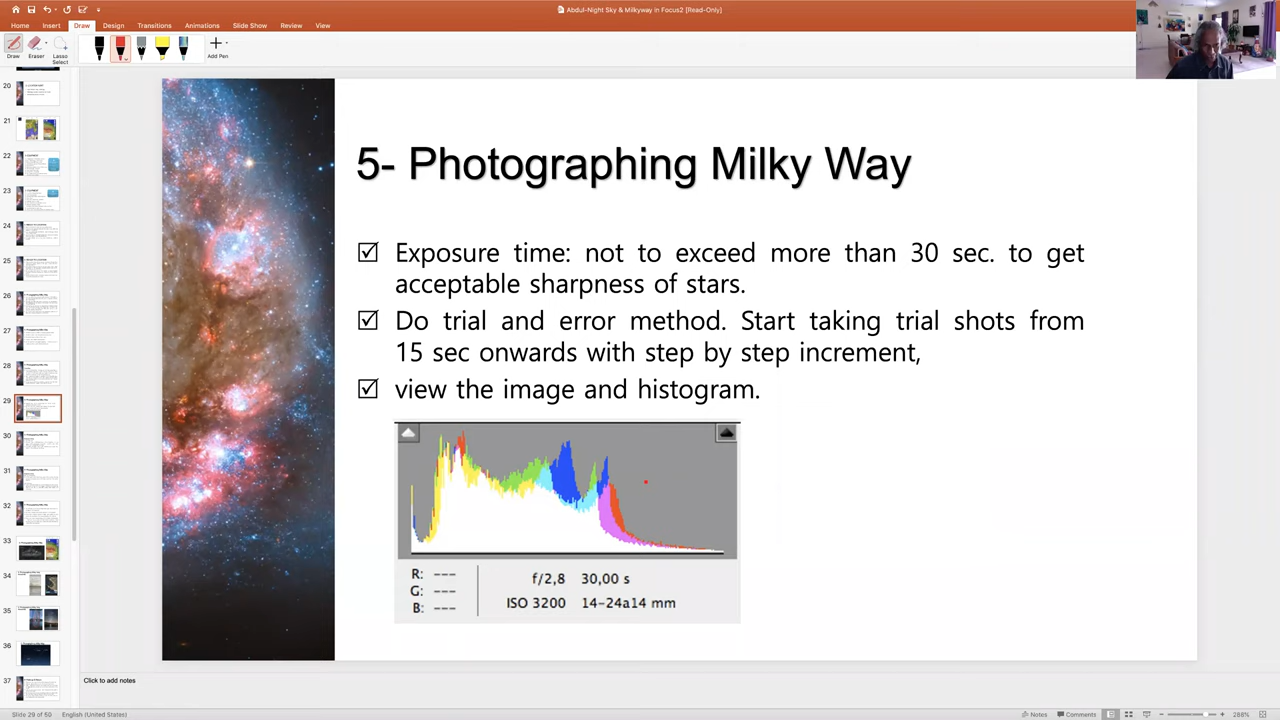 Abdul-Night Sky & Milkyway in Focus2 [Read-Only]
Home Insert Draw Design Transitions Animations Slide Show Review View
Draw Eraser Lasso Select Add Pen
5- Photographing Milky Way
☑ Exposure time: not to exceed more than 30 sec. to get
acceptable sharpness of stars.
☑ Do trial and error method. Start taking trial shots from
15 sec onwards with step by step increment,
☑ view the image and histogram.
R: --- f/2,8 30,00 s
G: ---
B: --- ISO 3200 14-24a14 mm
37
Click to add notes
Slide 29 of 50 English (United States) Notes Comments 288%